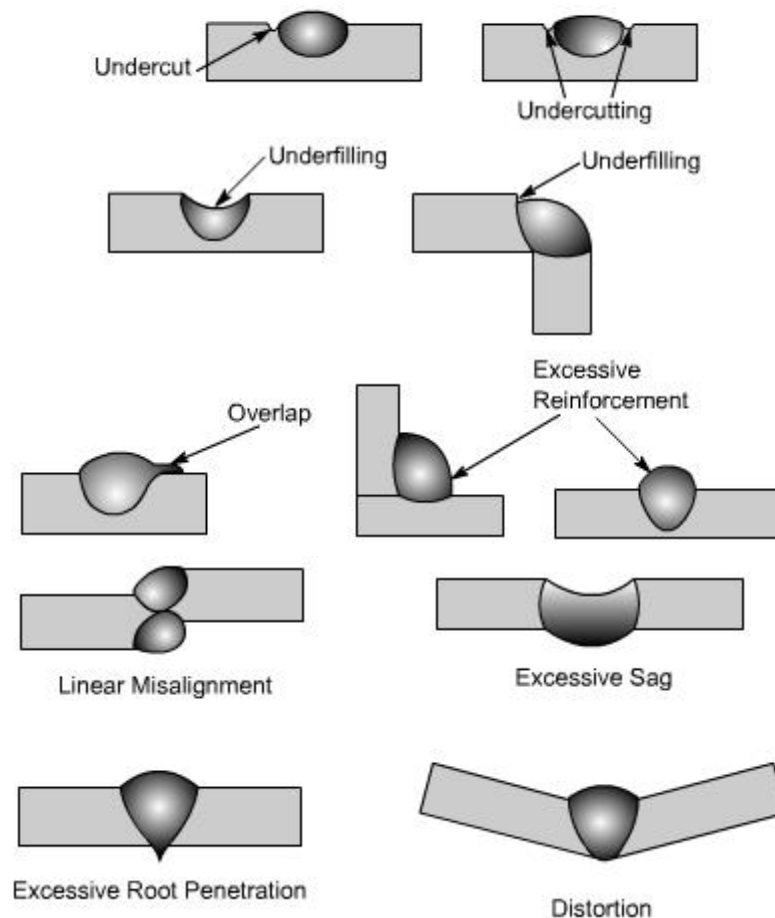 Undercut
Undercutting
Underfilling
Underfilling
Overlap
Excessive
Reinforcement
Linear Misalignment
Excessive Sag
Excessive Root Penetration
Distortion